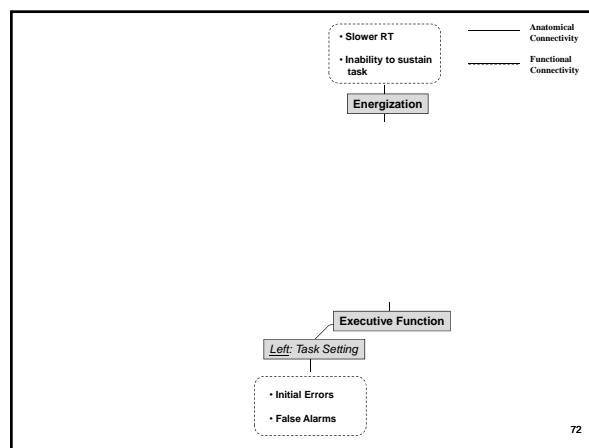 • Slower RT
• Inability to sustain
task
Anatomical
Connectivity
Functional
Connectivity
Energization
Executive Function
Left: Task Setting
• Initial Errors
• False Alarms
72